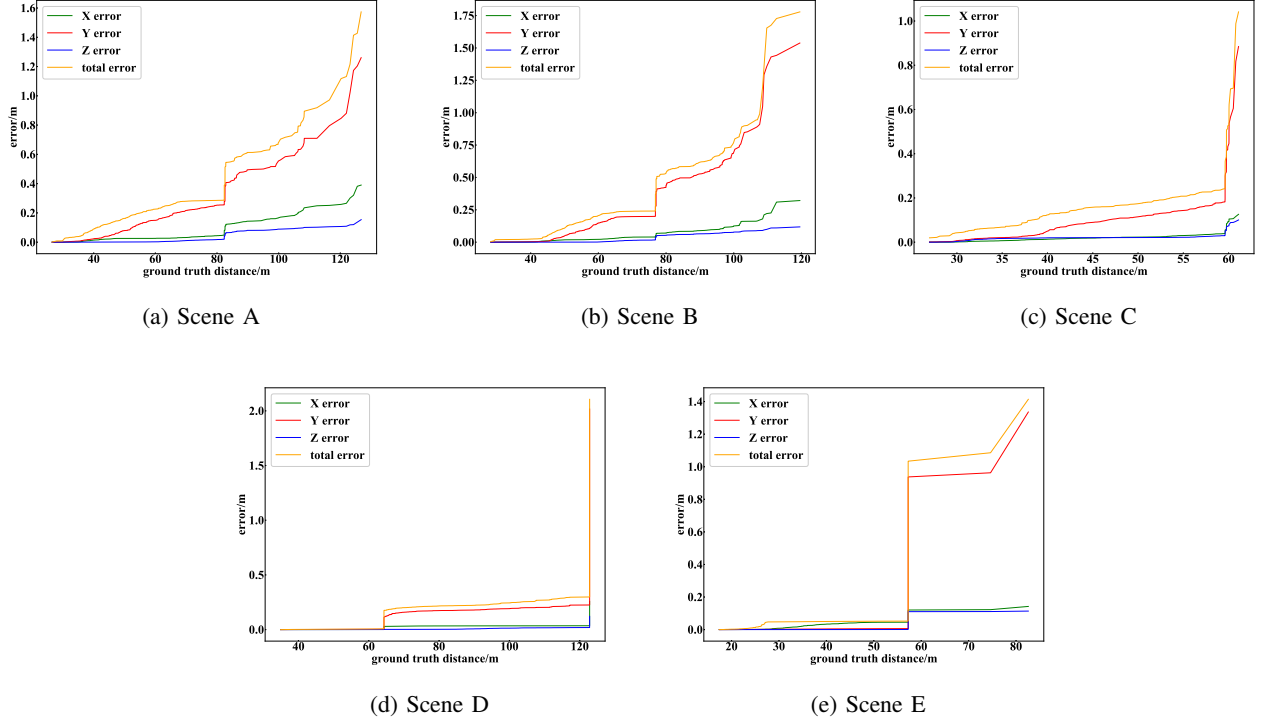 1.6
1.4
1.2
1.0
0.8
0.6
0.4
0.2
0.0
error/m
X error
Y error
Z error
total error
40 60 80 100 120
ground truth distance/m
(a) Scene A
1.75
1.50
1.25
1.00
0.75
0.50
0.25
0.00
error/m
X error
Y error
Z error
total error
40 60 80 100 120
ground truth distance/m
(b) Scene B
1.0
0.8
0.6
0.4
0.2
0.0
error/m
X error
Y error
Z error
total error
30 35 40 45 50 55 60
ground truth distance/m
(c) Scene C
2.0
1.5
1.0
0.5
0.0
error/m
X error
Y error
Z error
total error
40 60 80 100 120
ground truth distance/m
(d) Scene D
1.4
1.2
1.0
0.8
0.6
0.4
0.2
0.0
error/m
X error
Y error
Z error
total error
20 30 40 50 60 70 80
ground truth distance/m
(e) Scene E